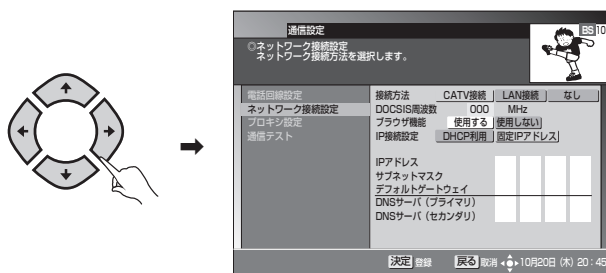 通信設定
BS 10
◎ネットワーク接続設定
ネットワーク接続方法を選択します。
電話回線設定
ネットワーク接続設定
プロキシ設定
通信テスト
接続方法 CATV接続 LAN接続 なし
DOCSIS周波数 000 MHz
ブラウザ機能 使用する 使用しない
IP接続設定 DHCP利用 固定IPアドレス
IPアドレス
サブネットマスク
デフォルトゲートウェイ
DNSサーバ（プライマリ）
DNSサーバ（セカンダリ）
決定 登録 戻る 取消 10月20日（木）20：45